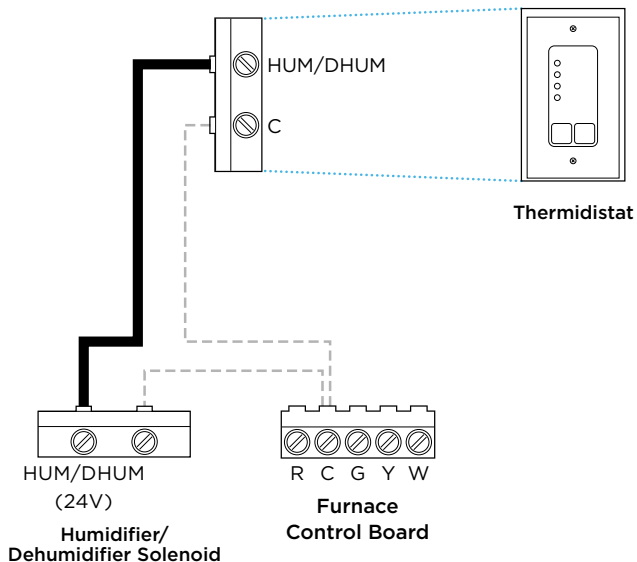 HUM/DHUM
C
Thermidistat
HUM/DHUM
(24V)
Humidifier/
Dehumidifier Solenoid
R C G Y W
Furnace
Control Board